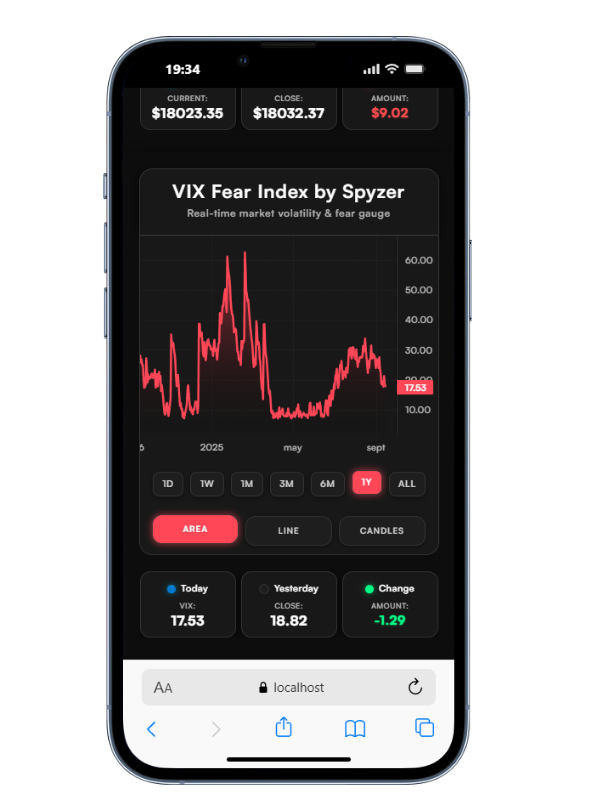 19:34
CURRENT: CLOSE: AMOUNT:
$18023.35 $18032.37 $9.02
VIX Fear Index by Spyzer
Real-time market volatility & fear gauge
60.00
50.00
40.00
30.00
20.00
17.53
10.00
6 2025 may sept
1D 1W 1M 3M 6M 1Y ALL
AREA LINE CANDLES
Today Yesterday Change
VIX: CLOSE: AMOUNT:
17.53 18.82 -1.29
AA localhost